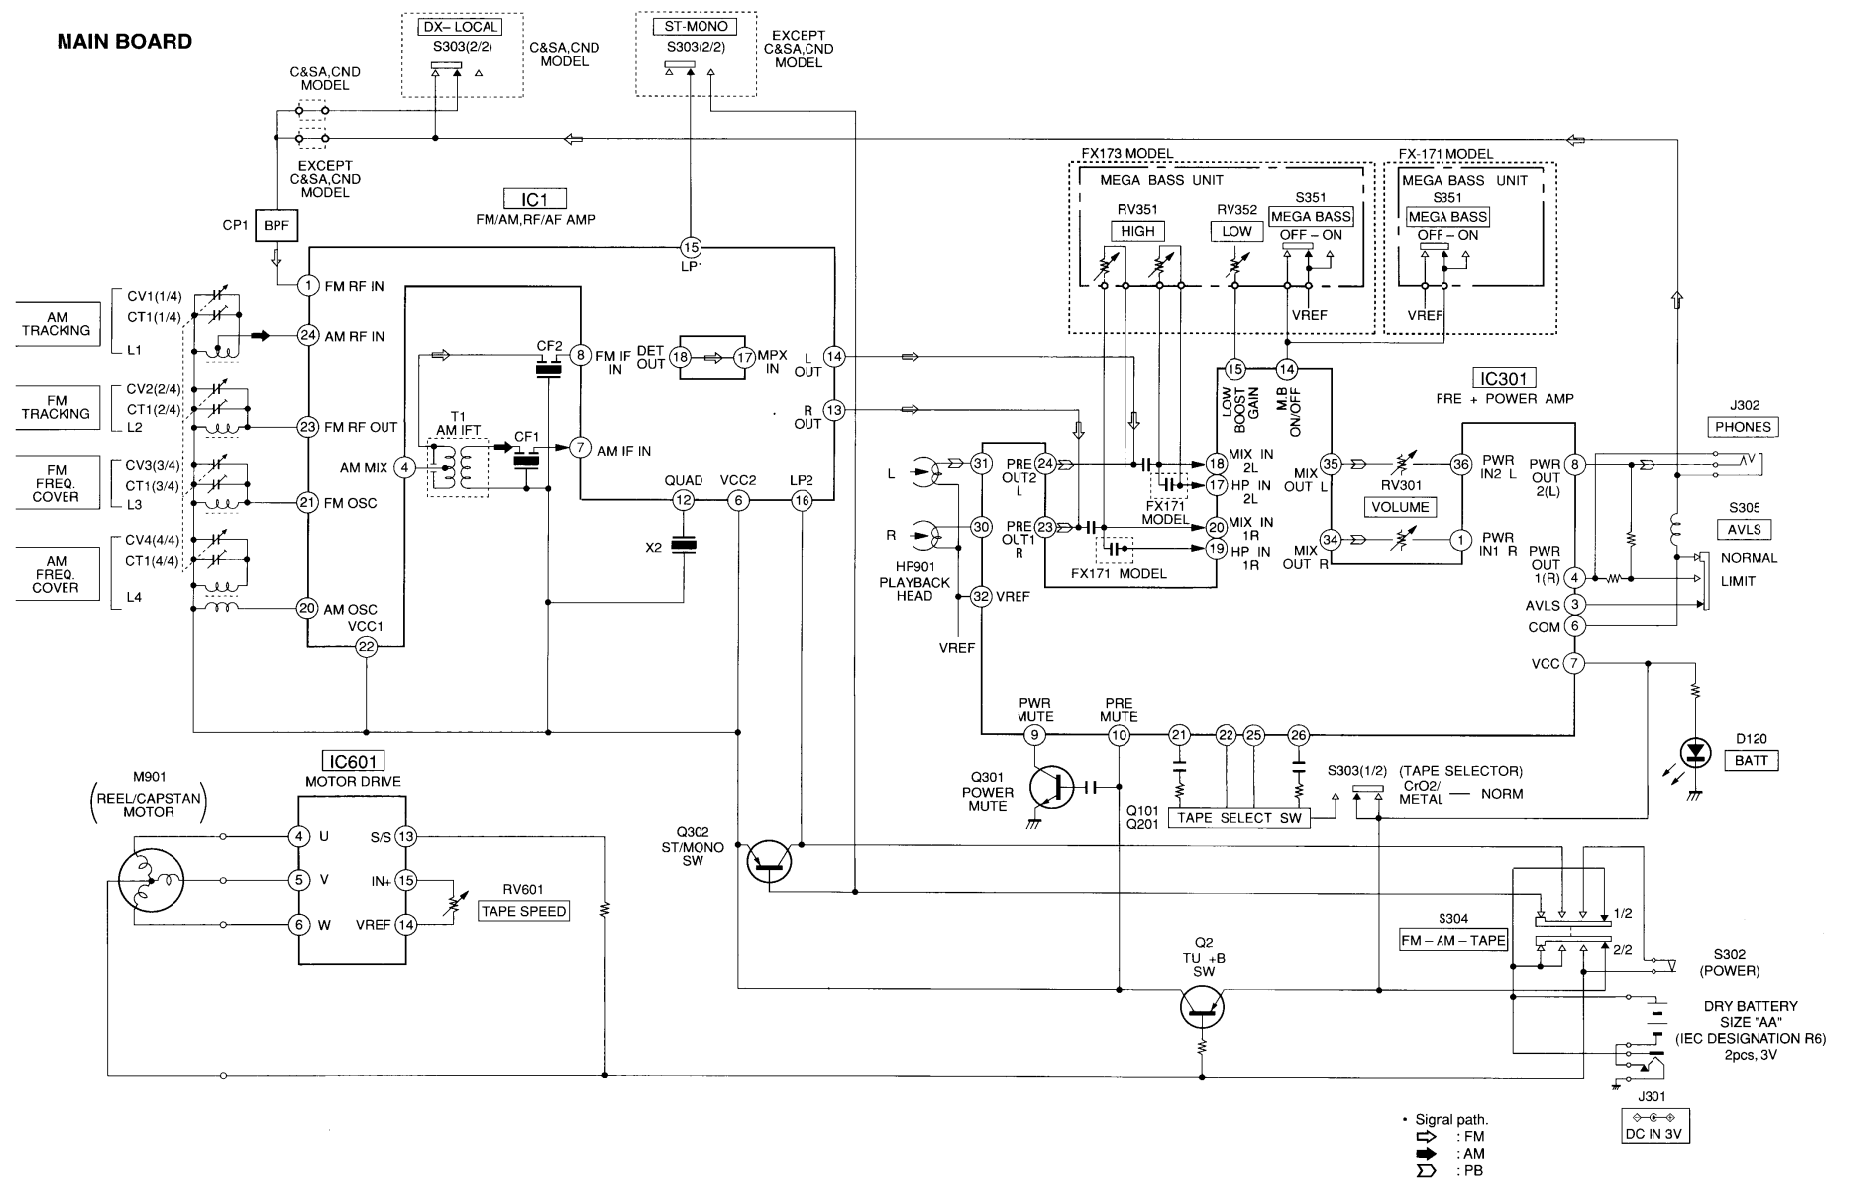 MAIN BOARD
DX– LOCAL
S303(2/2)
C&SA,CND
MODEL
ST-MONO
S303(2/2)
EXCEPT
C&SA,CND
MODEL
C&SA,CND
MODEL
EXCEPT
C&SA,CND
MODEL
CP1
BPF
IC1
FM/AM,RF/AF AMP
15
LP1
1
FM RF IN
24
AM RF IN
23
FM RF OUT
21
FM OSC
20
AM OSC
VCC1
22
AM TRACKING
CV1(1/4)
CT1(1/4)
L1
FM TRACKING
CV2(2/4)
CT1(2/4)
L2
FM FREQ. COVER
CV3(3/4)
CT1(3/4)
L3
AM FREQ. COVER
CV4(4/4)
CT1(4/4)
L4
AM MIX
4
T1
AM IFT
CF1
CF2
8
FM IF IN
7
AM IF IN
DET OUT
18
17
MPX IN
L OUT
14
R OUT
13
QUAD
12
VCC2
6
LP2
16
X2
FX173 MODEL
MEGA BASS UNIT
RV351
HIGH
RV352
LOW
S351
MEGA BASS
OFF – ON
VREF
FX-171 MODEL
MEGA BASS UNIT
S351
MEGA BASS
OFF – ON
VREF
15
LOW BOOST GAIN
14
M.B ON/OFF
IC301
PRE + POWER AMP
L
R
HP901
PLAYBACK
HEAD
VREF
31
30
32
VREF
PRE OUT2 L
24
PRE OUT1 R
23
FX171
MODEL
FX171 MODEL
18
MIX IN 2L
17
HP IN 2L
20
MIX IN 1R
19
HP IN 1R
MIX OUT L
35
MIX OUT R
34
RV301
VOLUME
36
PWR IN2 L
1
PWR IN1 R
PWR OUT 2(L)
8
PWR OUT 1(R)
4
AVLS
3
COM
6
VCC
7
J302
PHONES
S305
AVLS
NORMAL
LIMIT
D120
BATT
PWR MUTE
9
PRE MUTE
10
21
22
25
26
Q301
POWER
MUTE
Q101
Q201
TAPE SELECT SW
S303(1/2)
(TAPE SELECTOR)
CrO2/
METAL — NORM
M901
(REEL/CAPSTAN
MOTOR)
IC601
MOTOR DRIVE
4
U
5
V
6
W
S/S
13
IN+
15
VREF
14
RV601
TAPE SPEED
Q302
ST/MONO
SW
Q2
TU +B
SW
S304
FM – AM – TAPE
1/2
2/2
S302
(POWER)
DRY BATTERY
SIZE "AA"
(IEC DESIGNATION R6)
2pcs,3V
J301
DC IN 3V
• Signal path.
: FM
: AM
: PB